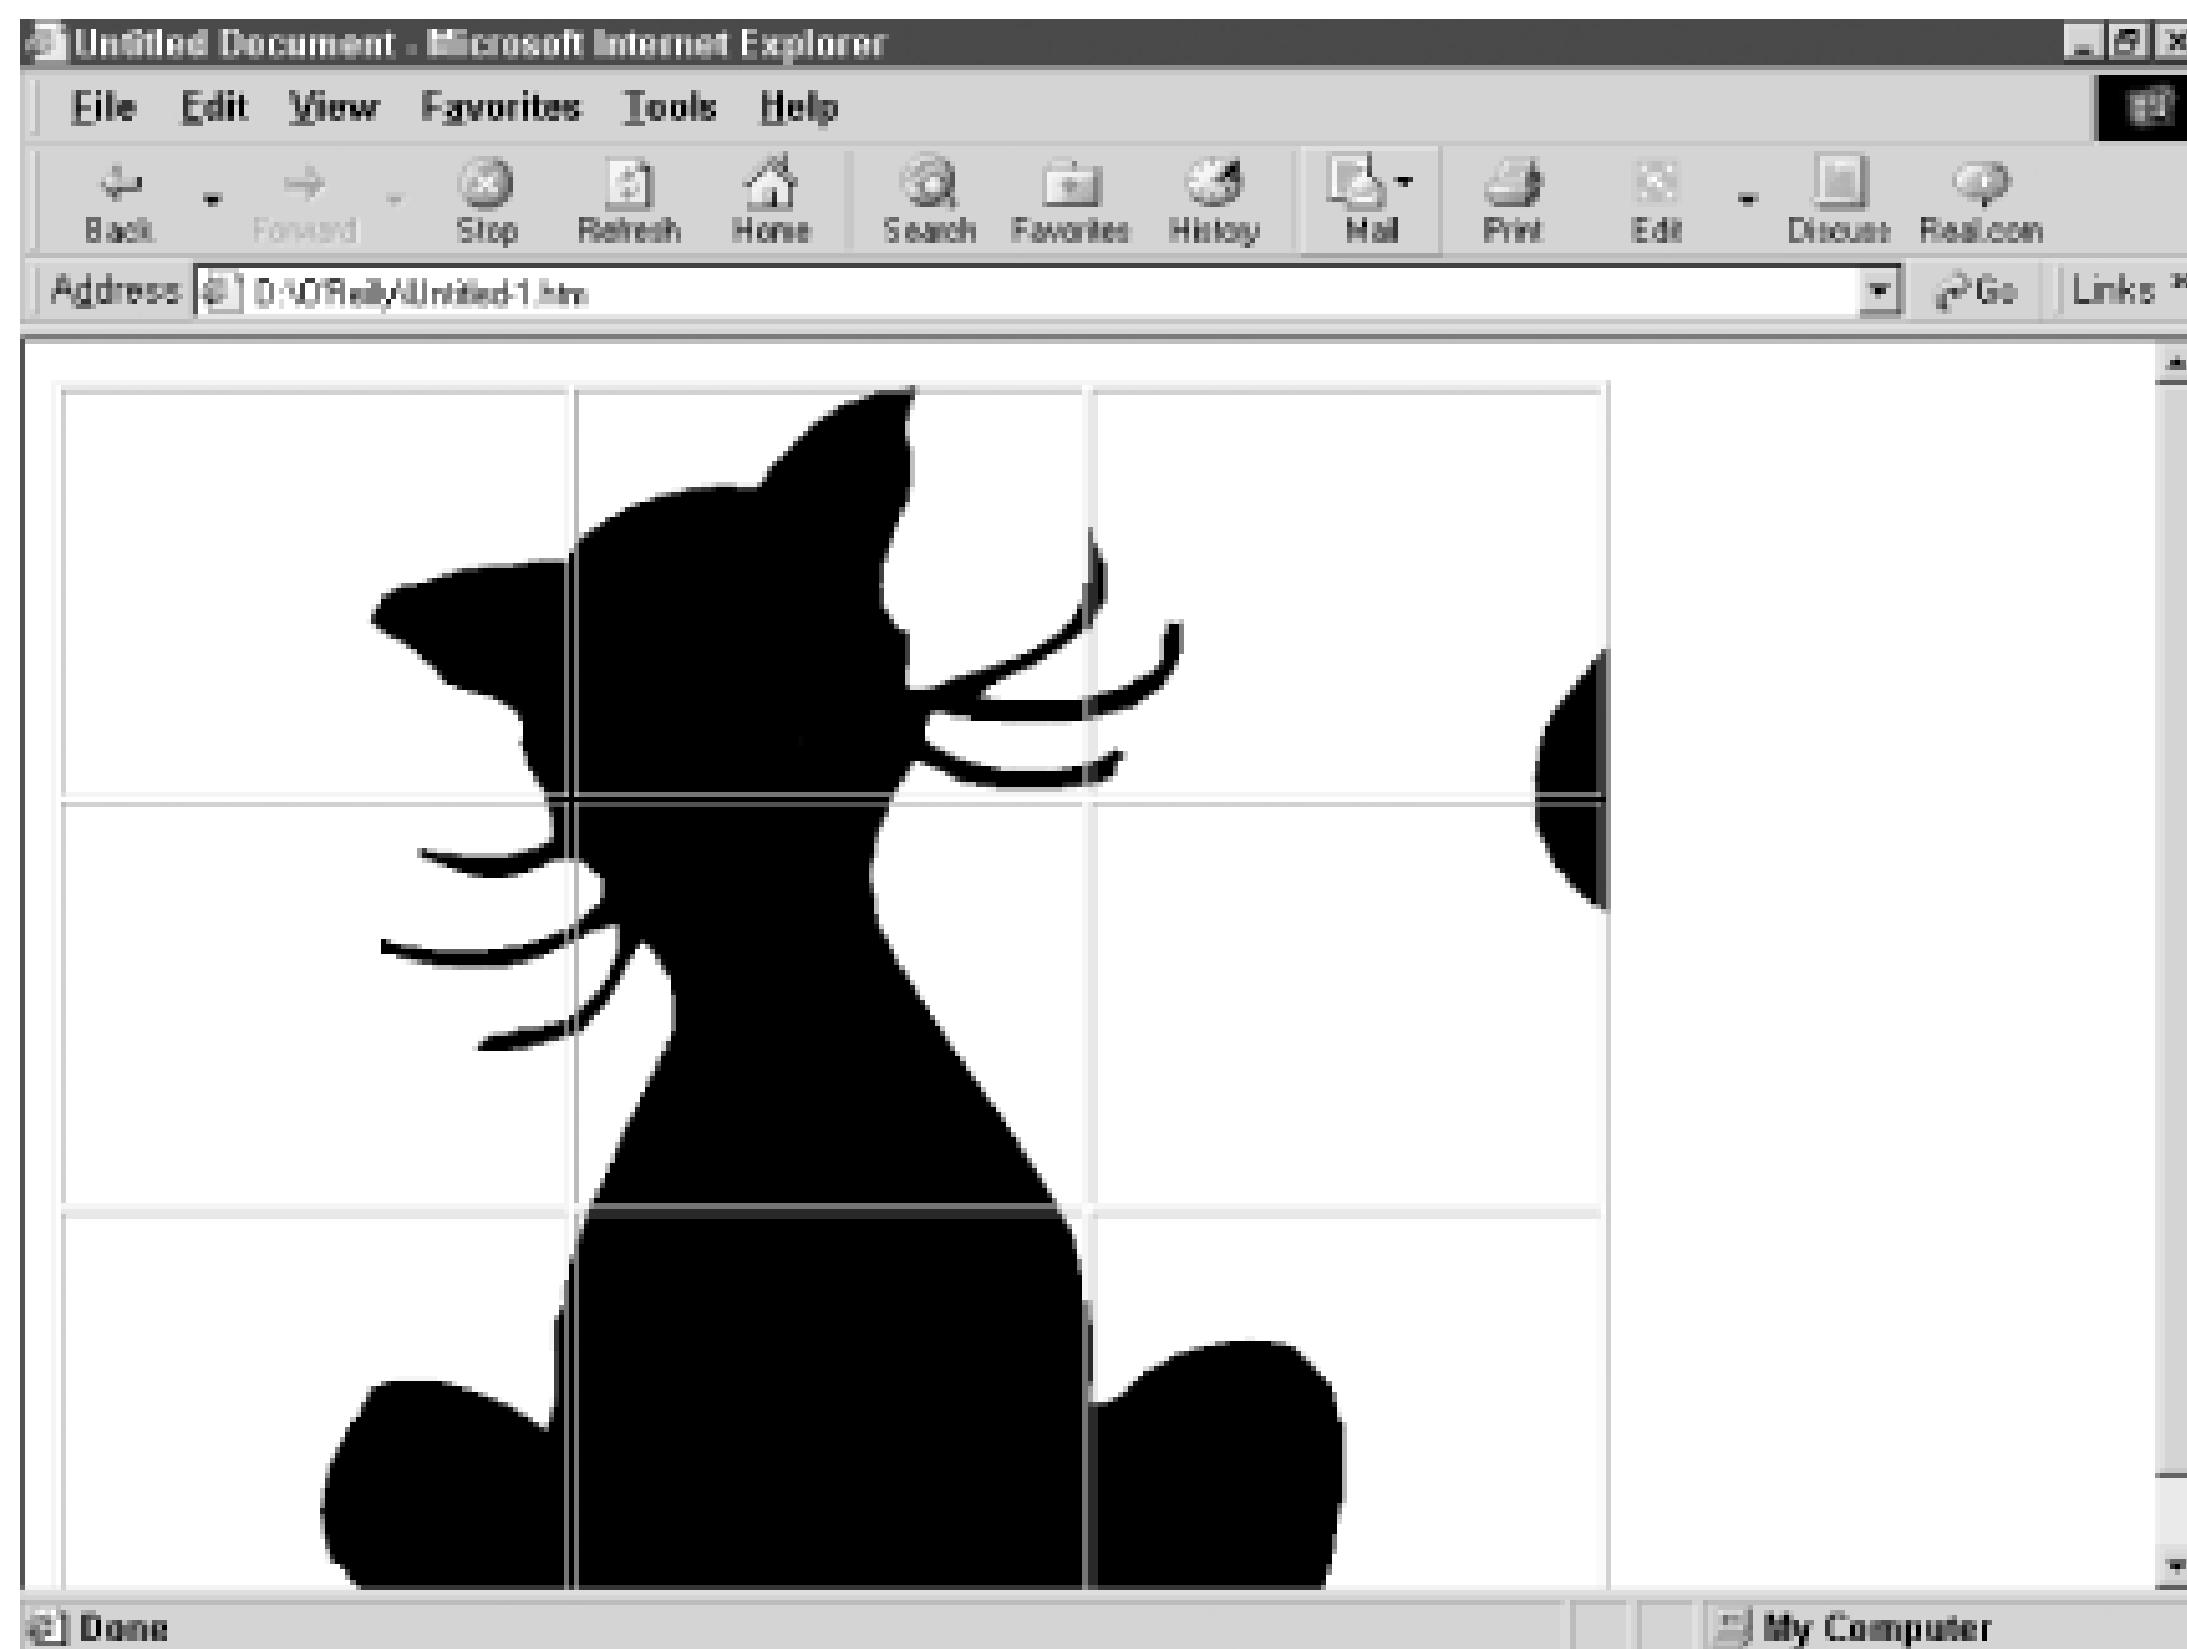 Untitled Document - Microsoft Internet Explorer
File Edit View Favorites Tools Help
Back Forward Stop Refresh Home Search Favorites History Mail Print Edit Discuss Real.com
Address D:\O'Reilly\Untitled-1.htm Go Links »
Done My Computer